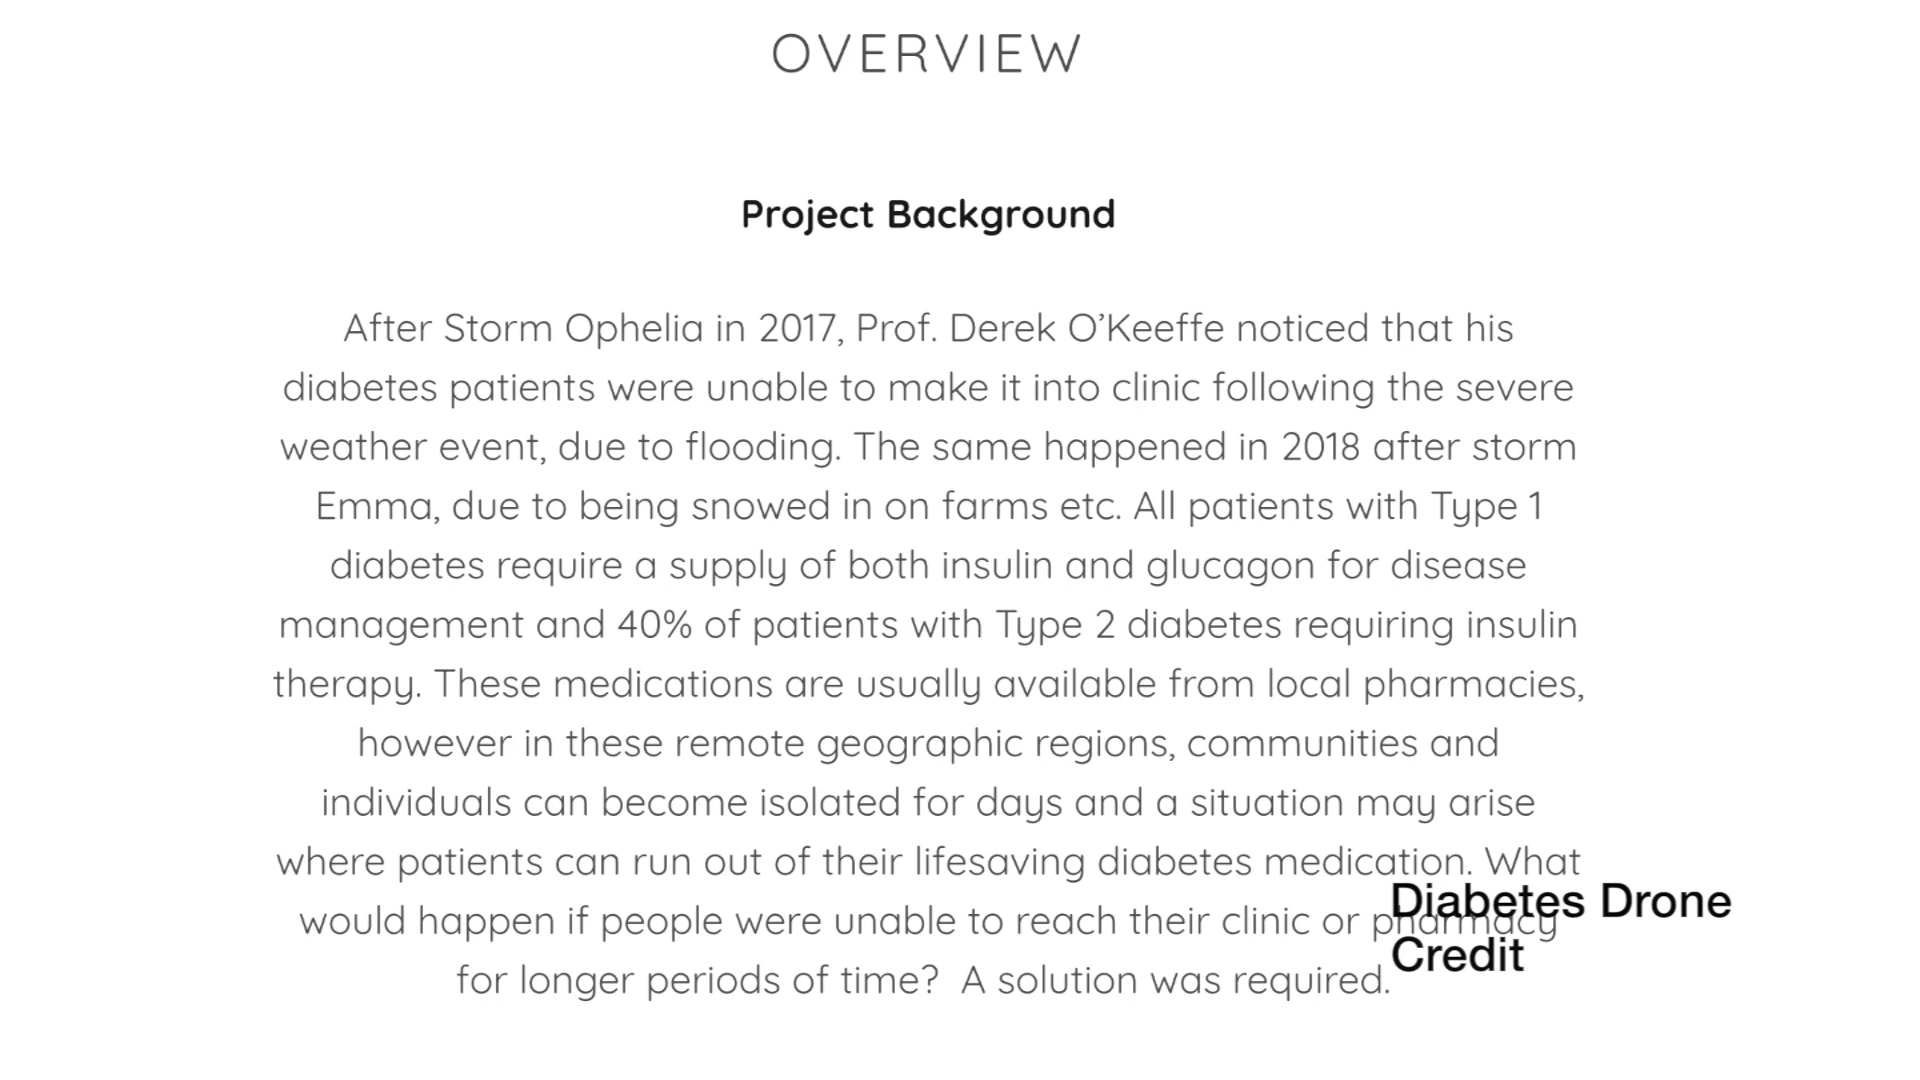 OVERVIEW
Project Background
After Storm Ophelia in 2017, Prof. Derek O’Keeffe noticed that his
diabetes patients were unable to make it into clinic following the severe
weather event, due to flooding. The same happened in 2018 after storm
Emma, due to being snowed in on farms etc. All patients with Type 1
diabetes require a supply of both insulin and glucagon for disease
management and 40% of patients with Type 2 diabetes requiring insulin
therapy. These medications are usually available from local pharmacies,
however in these remote geographic regions, communities and
individuals can become isolated for days and a situation may arise
where patients can run out of their lifesaving diabetes medication. What
would happen if people were unable to reach their clinic or pharmacy
for longer periods of time?  A solution was required.
Diabetes Drone
Credit